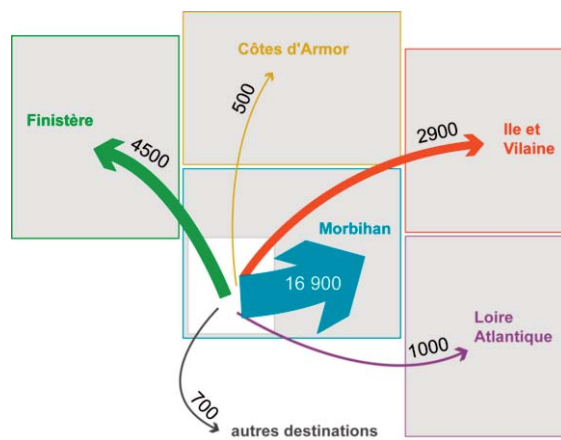 Côtes d'Armor
500
Finistère
4500
2900
Ile et
Vilaine
Morbihan
16 900
Loire
Atlantique
1000
700
autres destinations